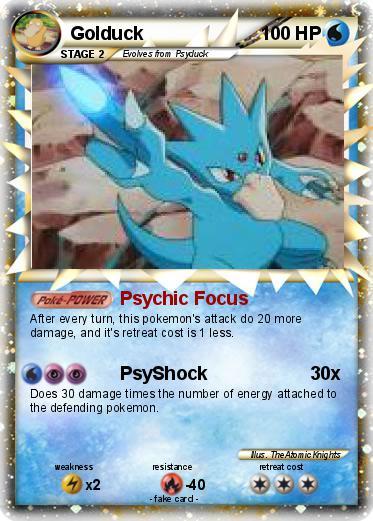 Golduck
100 HP
STAGE 2
Evolves from Psyduck
Poké-POWER Psychic Focus
After every turn, this pokemon's attack do 20 more
damage, and it's retreat cost is 1 less.
PsyShock 30x
Does 30 damage times the number of energy attached to
the defending pokemon.
Illus. TheAtomicKnights
weakness resistance retreat cost
x2 -40
- fake card -